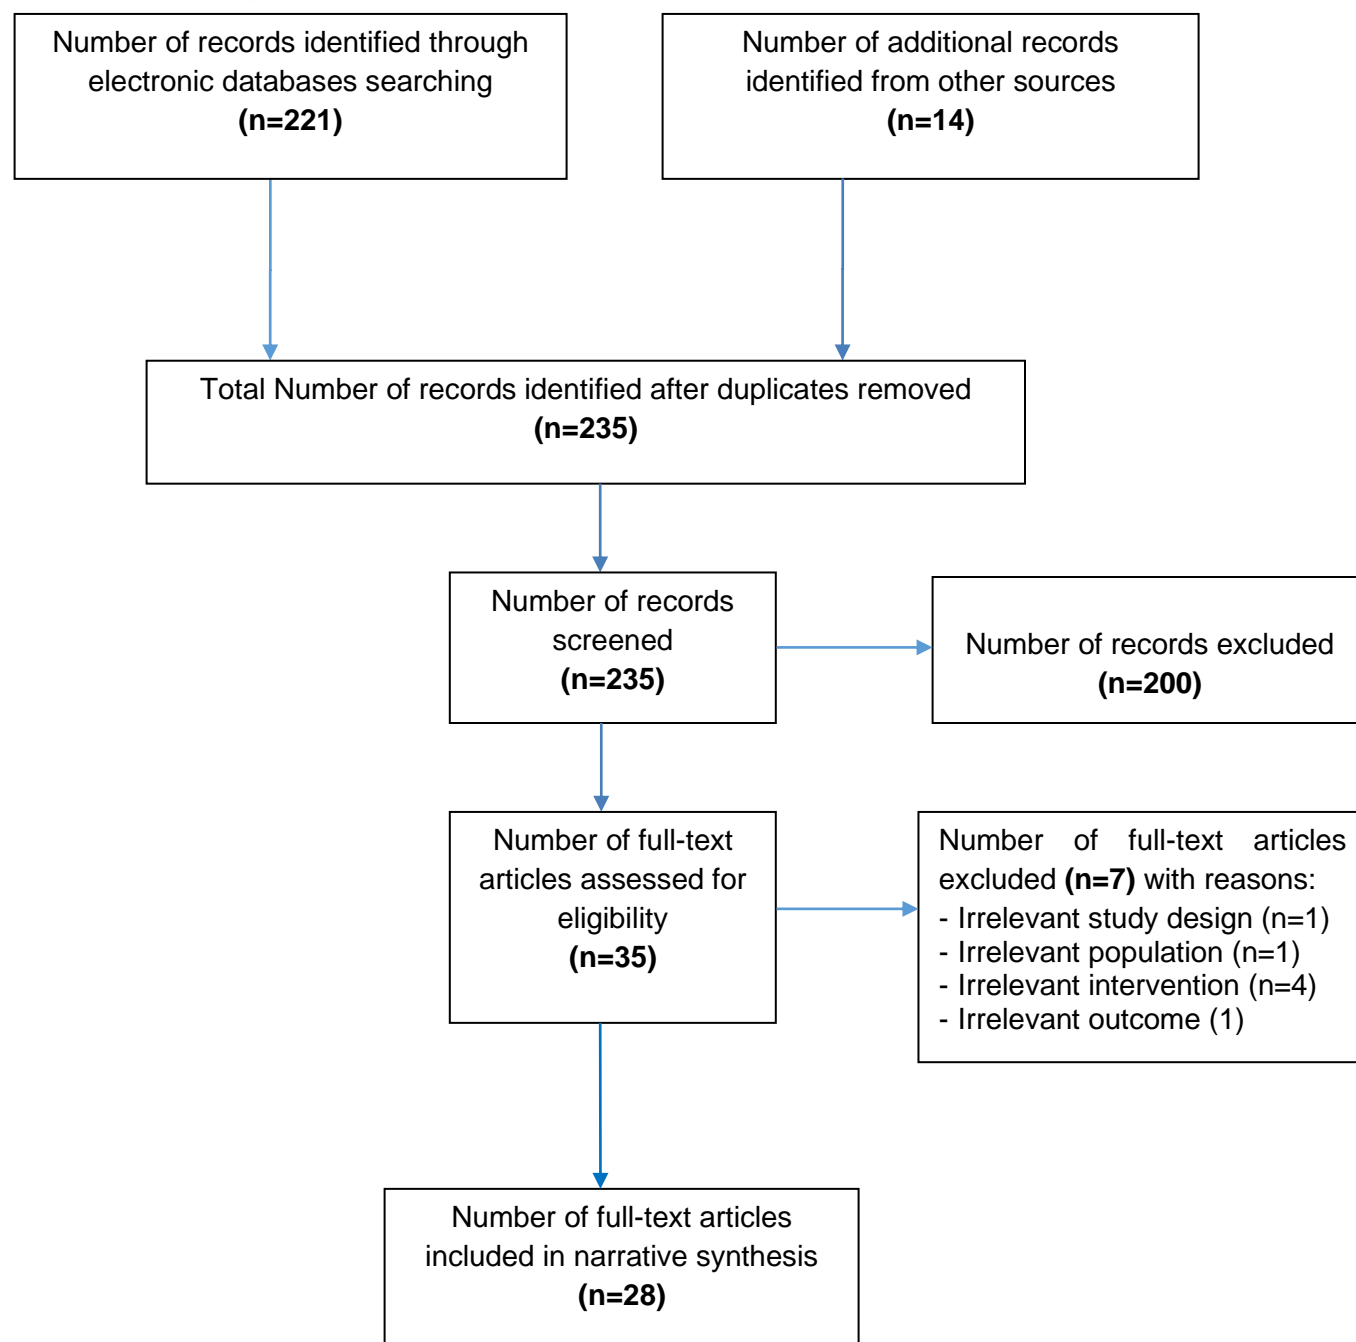 Number of records identified through
electronic databases searching
(n=221)
Number of additional records
identified from other sources
(n=14)
Total Number of records identified after duplicates removed
(n=235)
Number of records
screened
(n=235)
Number of records excluded
(n=200)
Number of full-text
articles assessed for
eligibility
(n=35)
Number of full-text articles
excluded (n=7) with reasons:
- Irrelevant study design (n=1)
- Irrelevant population (n=1)
- Irrelevant intervention (n=4)
- Irrelevant outcome (1)
Number of full-text articles
included in narrative synthesis
(n=28)